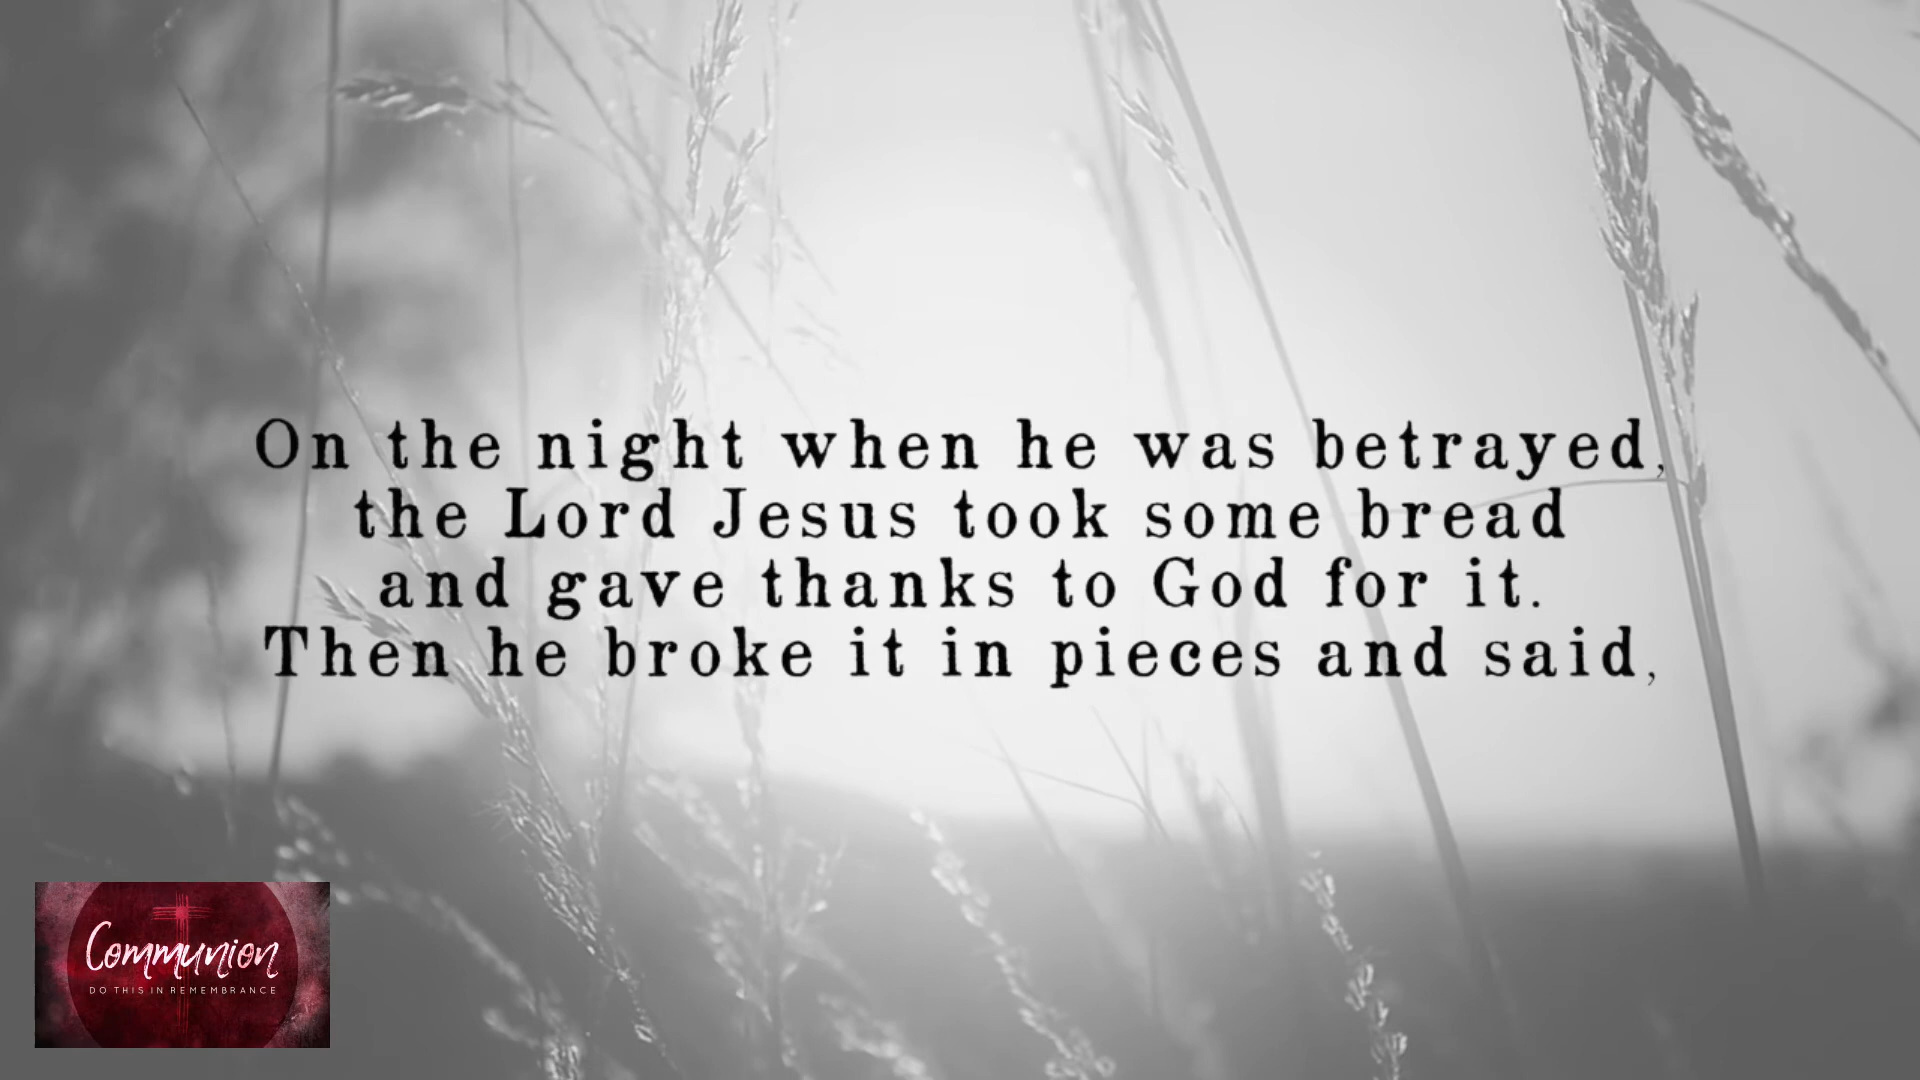 On the night when he was betrayed,
the Lord Jesus took some bread
and gave thanks to God for it.
Then he broke it in pieces and said,
Communion
DO THIS IN REMEMBRANCE